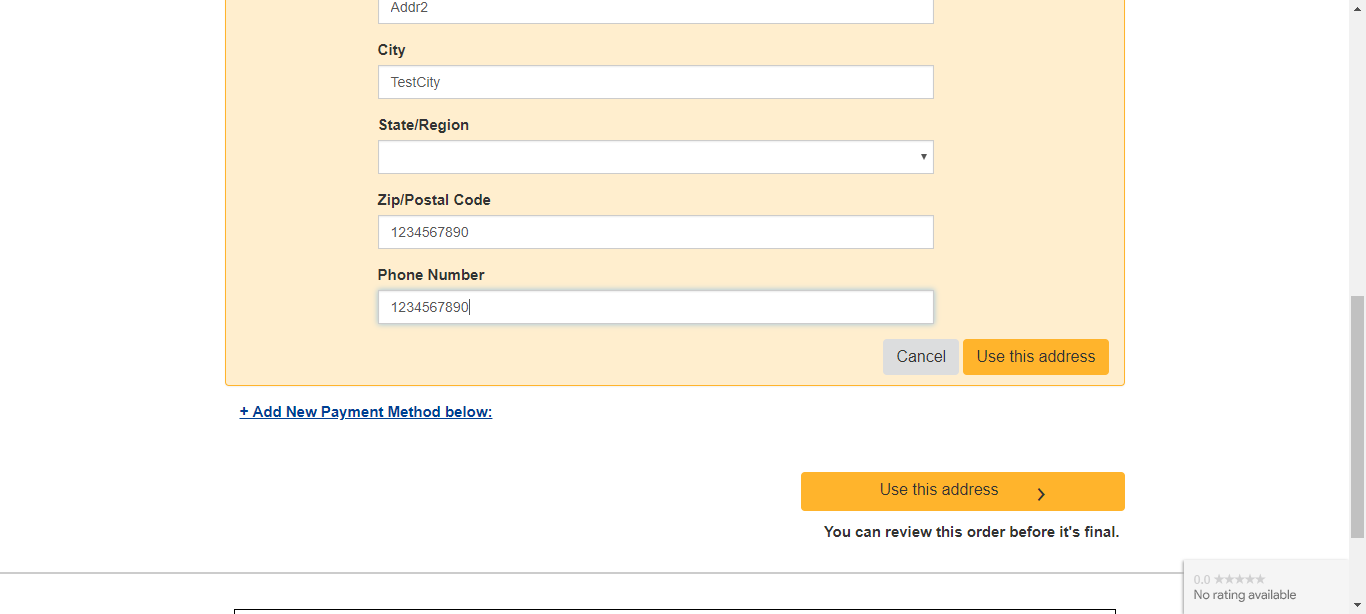 Addr2
City
TestCity
State/Region
Zip/Postal Code
1234567890
Phone Number
1234567890
Cancel Use this address
+ Add New Payment Method below:
Use this address
You can review this order before it's final.
0.0 ★★★★★
No rating available